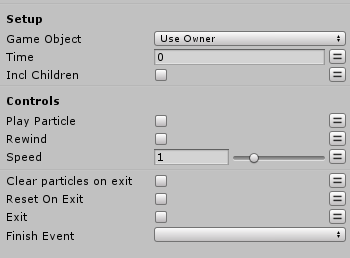 Setup
Game Object Use Owner
Time 0
Incl Children
Controls
Play Particle
Rewind
Speed 1
Clear particles on exit
Reset On Exit
Exit
Finish Event